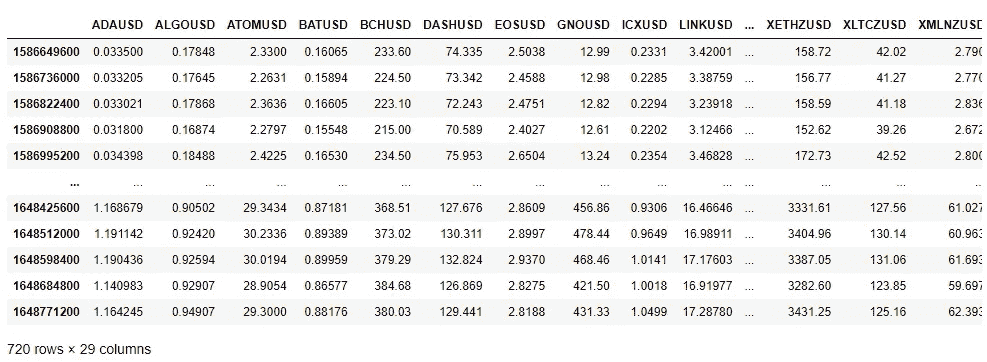 ADAUSD ALGOUSD ATOMUSD BATUSD BCHUSD DASHUSD EOSUSD GNOUSD ICXUSD LINKUSD ... XETHZUSD XLTCZUSD XMLNZUSD
1586649600 0.033500 0.17848 2.3300 0.16065 233.60 74.335 2.5038 12.99 0.2331 3.42001 ... 158.72 42.02 2.790
1586736000 0.033205 0.17645 2.2631 0.15894 224.50 73.342 2.4588 12.98 0.2285 3.38759 ... 156.77 41.27 2.770
1586822400 0.033021 0.17868 2.3636 0.16605 223.10 72.243 2.4751 12.82 0.2294 3.23918 ... 158.59 41.18 2.836
1586908800 0.031800 0.16874 2.2797 0.15548 215.00 70.589 2.4027 12.61 0.2202 3.12466 ... 152.62 39.26 2.672
1586995200 0.034398 0.18488 2.4225 0.16530 234.50 75.953 2.6504 13.24 0.2354 3.46828 ... 172.73 42.52 2.800
... ... ... ... ... ... ... ... ... ... ... ... ... ... ...
1648425600 1.168679 0.90502 29.3434 0.87181 368.51 127.676 2.8609 456.86 0.9306 16.46646 ... 3331.61 127.56 61.027
1648512000 1.191142 0.92420 30.2336 0.89389 373.02 130.311 2.8997 478.44 0.9649 16.98911 ... 3404.96 130.14 60.963
1648598400 1.190436 0.92594 30.0194 0.89959 379.29 132.824 2.9370 468.46 1.0141 17.17603 ... 3387.05 131.06 61.693
1648684800 1.140983 0.92907 28.9054 0.86577 384.68 126.869 2.8275 421.50 1.0018 16.91977 ... 3282.60 123.85 59.697
1648771200 1.164245 0.94907 29.3000 0.88176 380.03 129.441 2.8188 431.33 1.0499 17.28780 ... 3431.25 125.16 62.393
720 rows × 29 columns